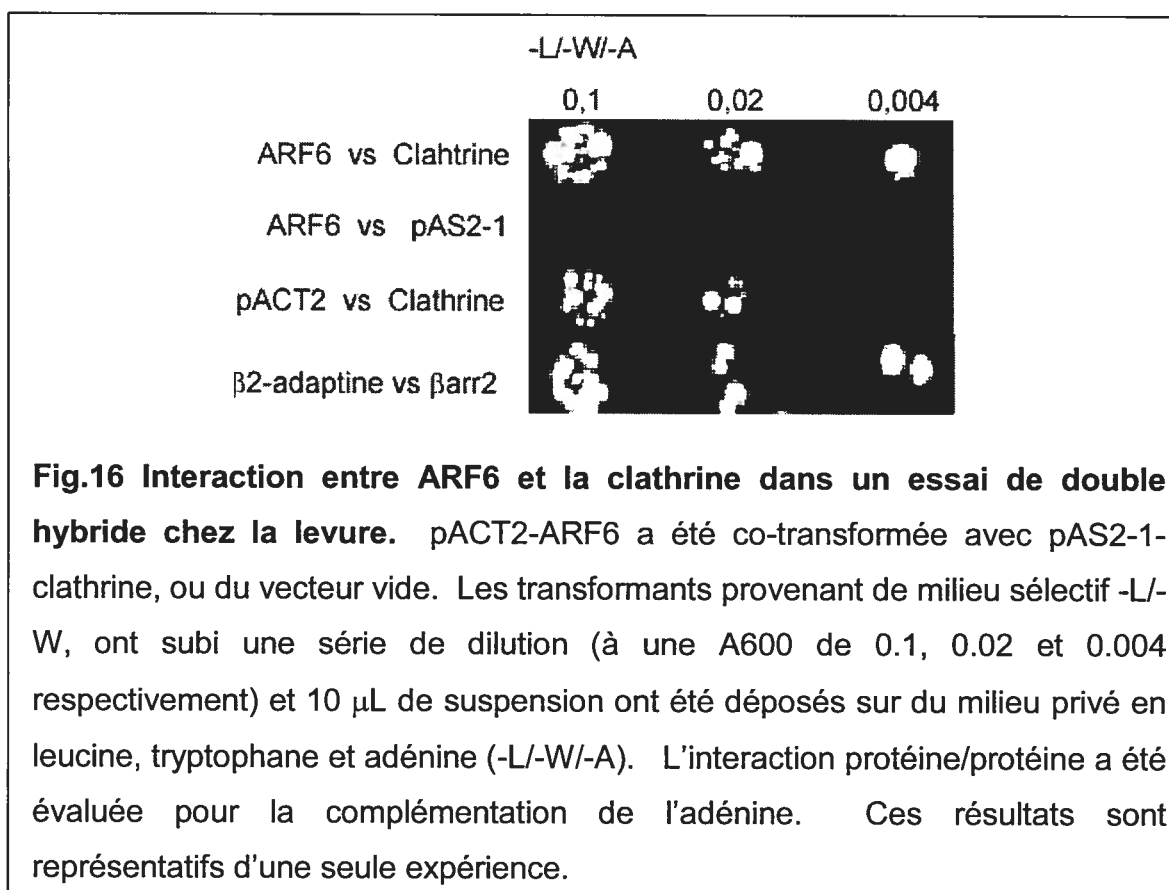 -L/-W/-A
0,1 0,02 0,004
ARF6 vs Clahtrine
ARF6 vs pAS2-1
pACT2 vs Clathrine
β2-adaptine vs βarr2
Fig.16 Interaction entre ARF6 et la clathrine dans un essai de double
hybride chez la levure. pACT2-ARF6 a été co-transformée avec pAS2-1-
clathrine, ou du vecteur vide. Les transformants provenant de milieu sélectif -L/-
W, ont subi une série de dilution (à une A600 de 0.1, 0.02 et 0.004
respectivement) et 10 μL de suspension ont été déposés sur du milieu privé en
leucine, tryptophane et adénine (-L/-W/-A). L'interaction protéine/protéine a été
évaluée pour la complémentation de l'adénine. Ces résultats sont
représentatifs d'une seule expérience.